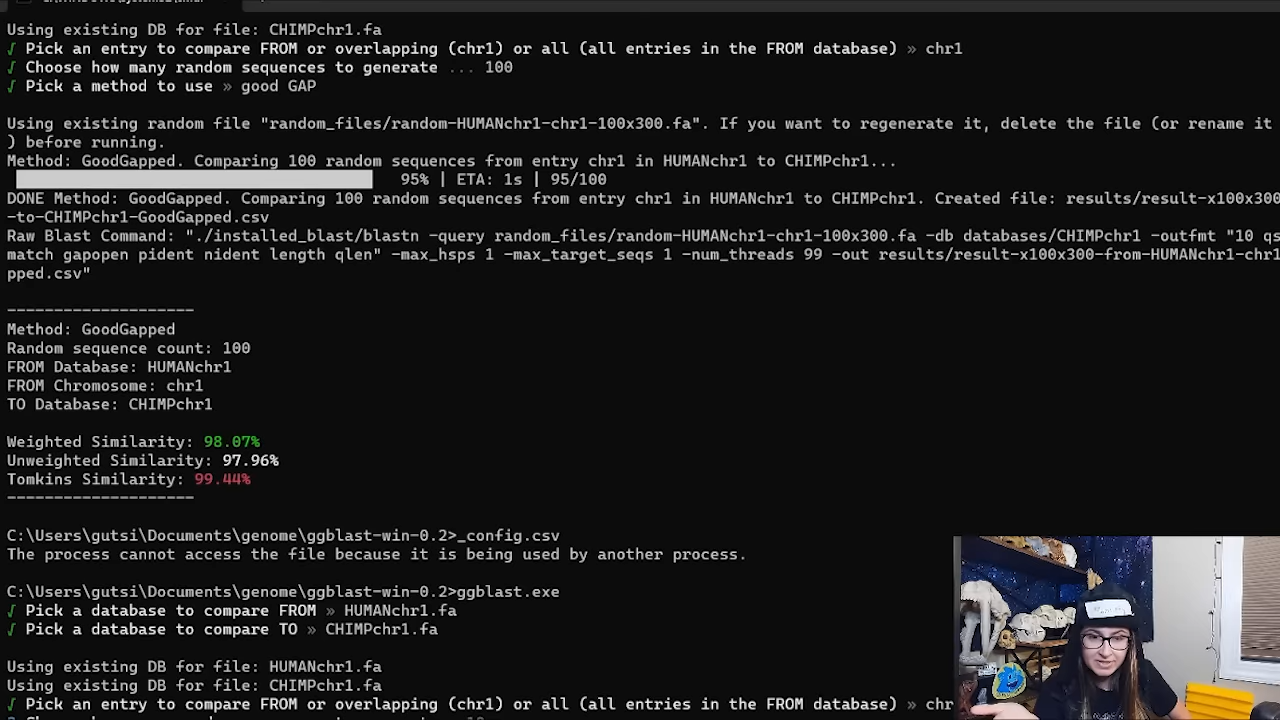 Using existing DB for file: CHIMPchr1.fa
√ Pick an entry to compare FROM or overlapping (chr1) or all (all entries in the FROM database) » chr1
√ Choose how many random sequences to generate ... 100
√ Pick a method to use » good GAP
Using existing random file "random_files/random-HUMANchr1-chr1-100x300.fa". If you want to regenerate it, delete the file (or rename it
) before running.
Method: GoodGapped. Comparing 100 random sequences from entry chr1 in HUMANchr1 to CHIMPchr1...
95% | ETA: 1s | 95/100
DONE Method: GoodGapped. Comparing 100 random sequences from entry chr1 in HUMANchr1 to CHIMPchr1. Created file: results/result-x100x300
-to-CHIMPchr1-GoodGapped.csv
Raw Blast Command: "./installed_blast/blastn -query random_files/random-HUMANchr1-chr1-100x300.fa -db databases/CHIMPchr1 -outfmt "10 qs
match gapopen pident nident length qlen" -max_hsps 1 -max_target_seqs 1 -num_threads 99 -out results/result-x100x300-from-HUMANchr1-chr1
pped.csv"
--------------------
Method: GoodGapped
Random sequence count: 100
FROM Database: HUMANchr1
FROM Chromosome: chr1
TO Database: CHIMPchr1
Weighted Similarity: 98.07%
Unweighted Similarity: 97.96%
Tomkins Similarity: 99.44%
--------------------
C:\Users\gutsi\Documents\genome\ggblast-win-0.2>_config.csv
The process cannot access the file because it is being used by another process.
C:\Users\gutsi\Documents\genome\ggblast-win-0.2>ggblast.exe
√ Pick a database to compare FROM » HUMANchr1.fa
√ Pick a database to compare TO » CHIMPchr1.fa
Using existing DB for file: HUMANchr1.fa
Using existing DB for file: CHIMPchr1.fa
√ Pick an entry to compare FROM or overlapping (chr1) or all (all entries in the FROM database) » chr